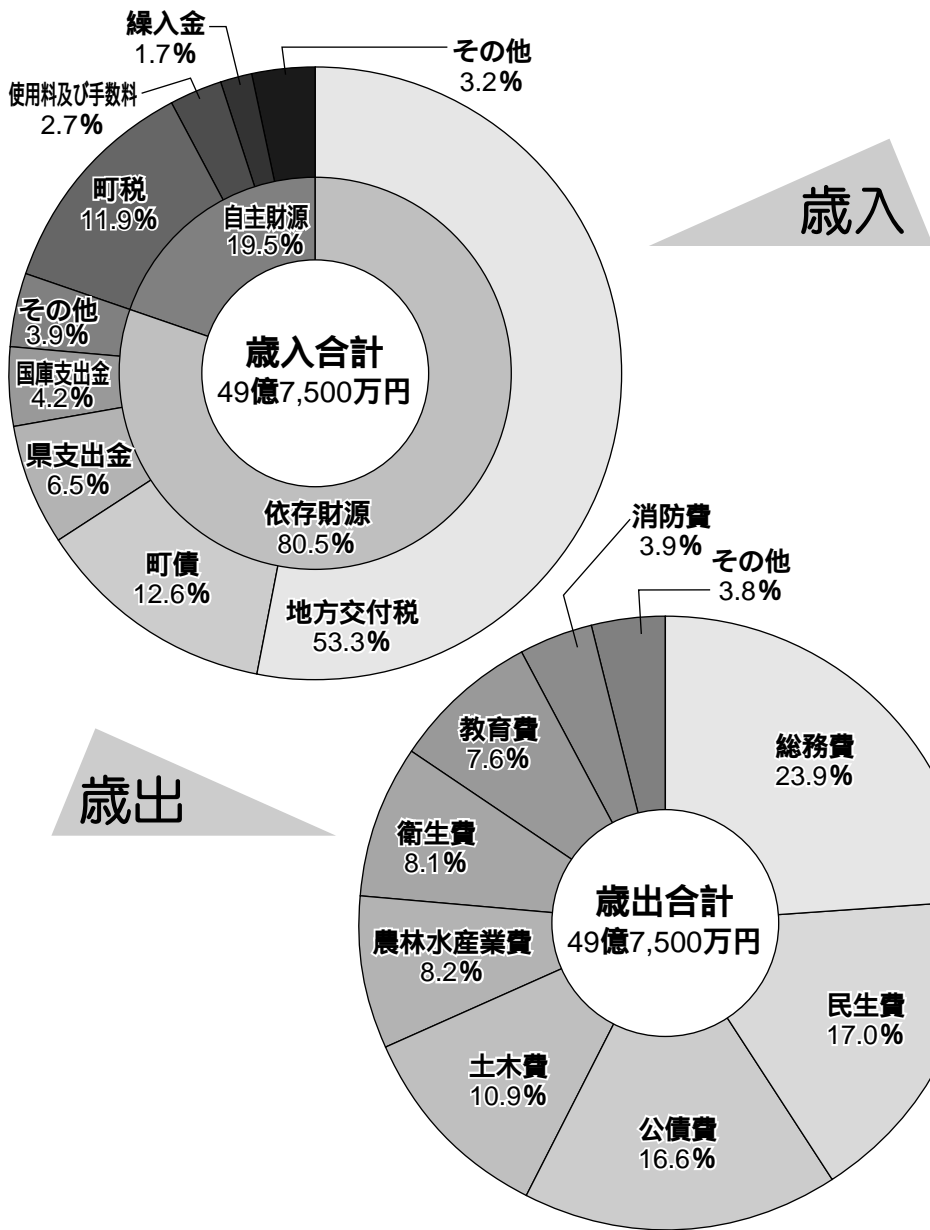 繰入金
1.7%
その他
3.2%
使用料及び手数料
2.7%
町税
11.9%
自主財源
19.5%
歳入
その他
3.9%
国庫支出金
4.2%
県支出金
6.5%
歳入合計
49億7,500万円
依存財源
80.5%
町債
12.6%
地方交付税
53.3%
消防費
3.9%
その他
3.8%
歳出
教育費
7.6%
総務費
23.9%
衛生費
8.1%
歳出合計
49億7,500万円
農林水産業費
8.2%
民生費
17.0%
土木費
10.9%
公債費
16.6%